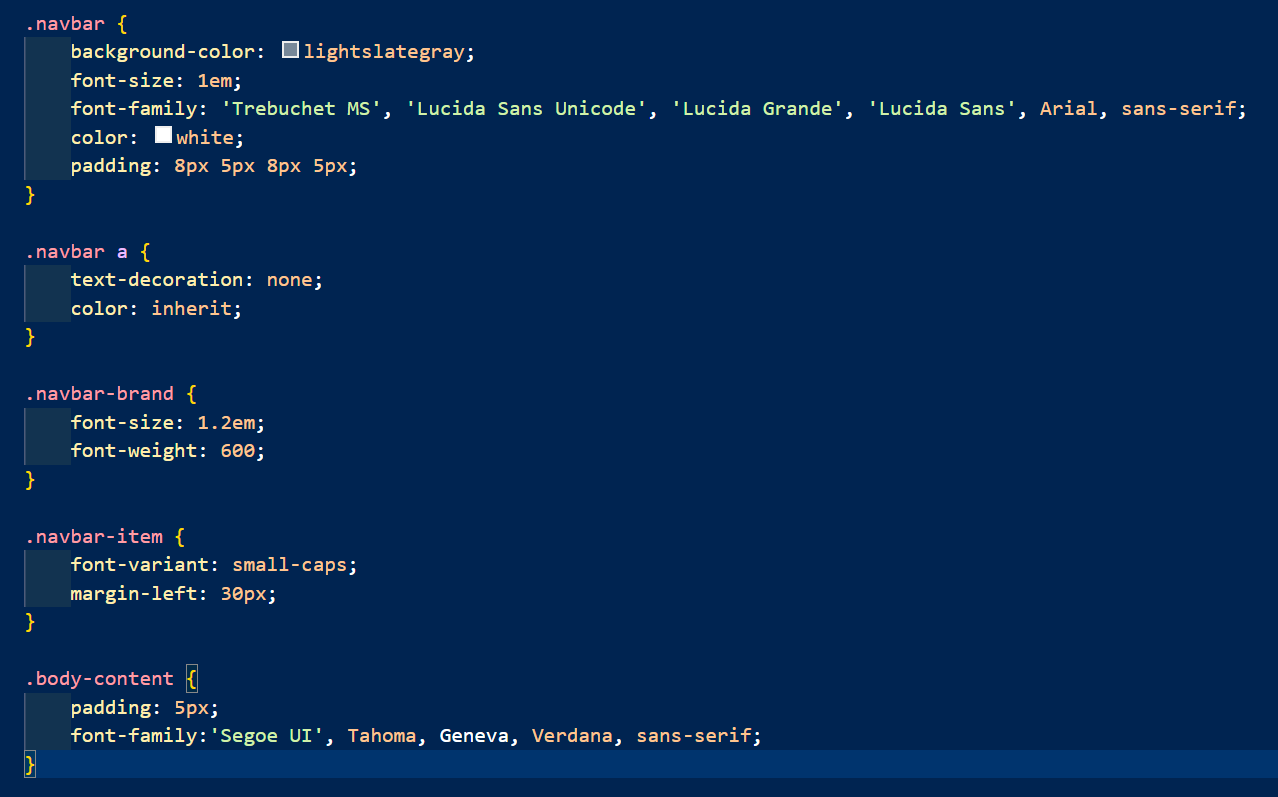 .navbar {
    background-color: lightslategray;
    font-size: 1em;
    font-family: 'Trebuchet MS', 'Lucida Sans Unicode', 'Lucida Grande', 'Lucida Sans', Arial, sans-serif;
    color: white;
    padding: 8px 5px 8px 5px;
}

.navbar a {
    text-decoration: none;
    color: inherit;
}

.navbar-brand {
    font-size: 1.2em;
    font-weight: 600;
}

.navbar-item {
    font-variant: small-caps;
    margin-left: 30px;
}

.body-content {
    padding: 5px;
    font-family:'Segoe UI', Tahoma, Geneva, Verdana, sans-serif;
}